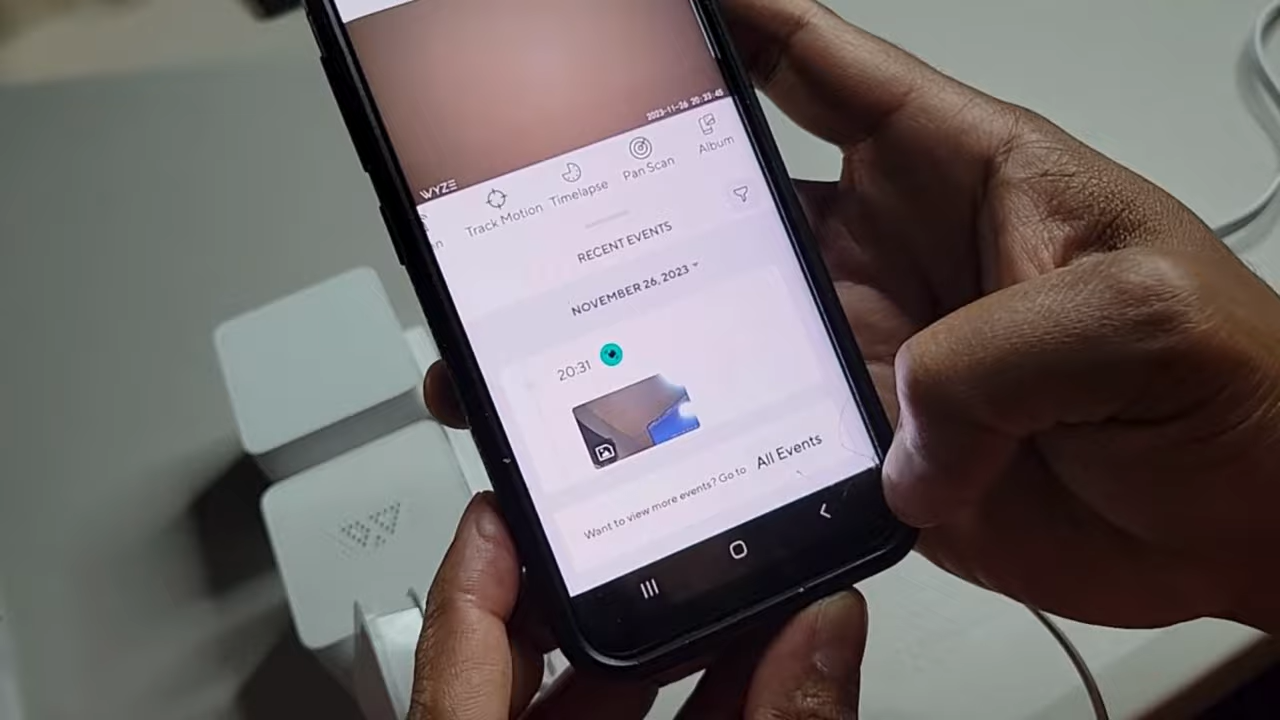 2023-11-26 20:33:45
WYZE
n
Track Motion
Timelapse
Pan Scan
Album
RECENT EVENTS
NOVEMBER 26, 2023
20:31
Want to view more events? Go to All Events